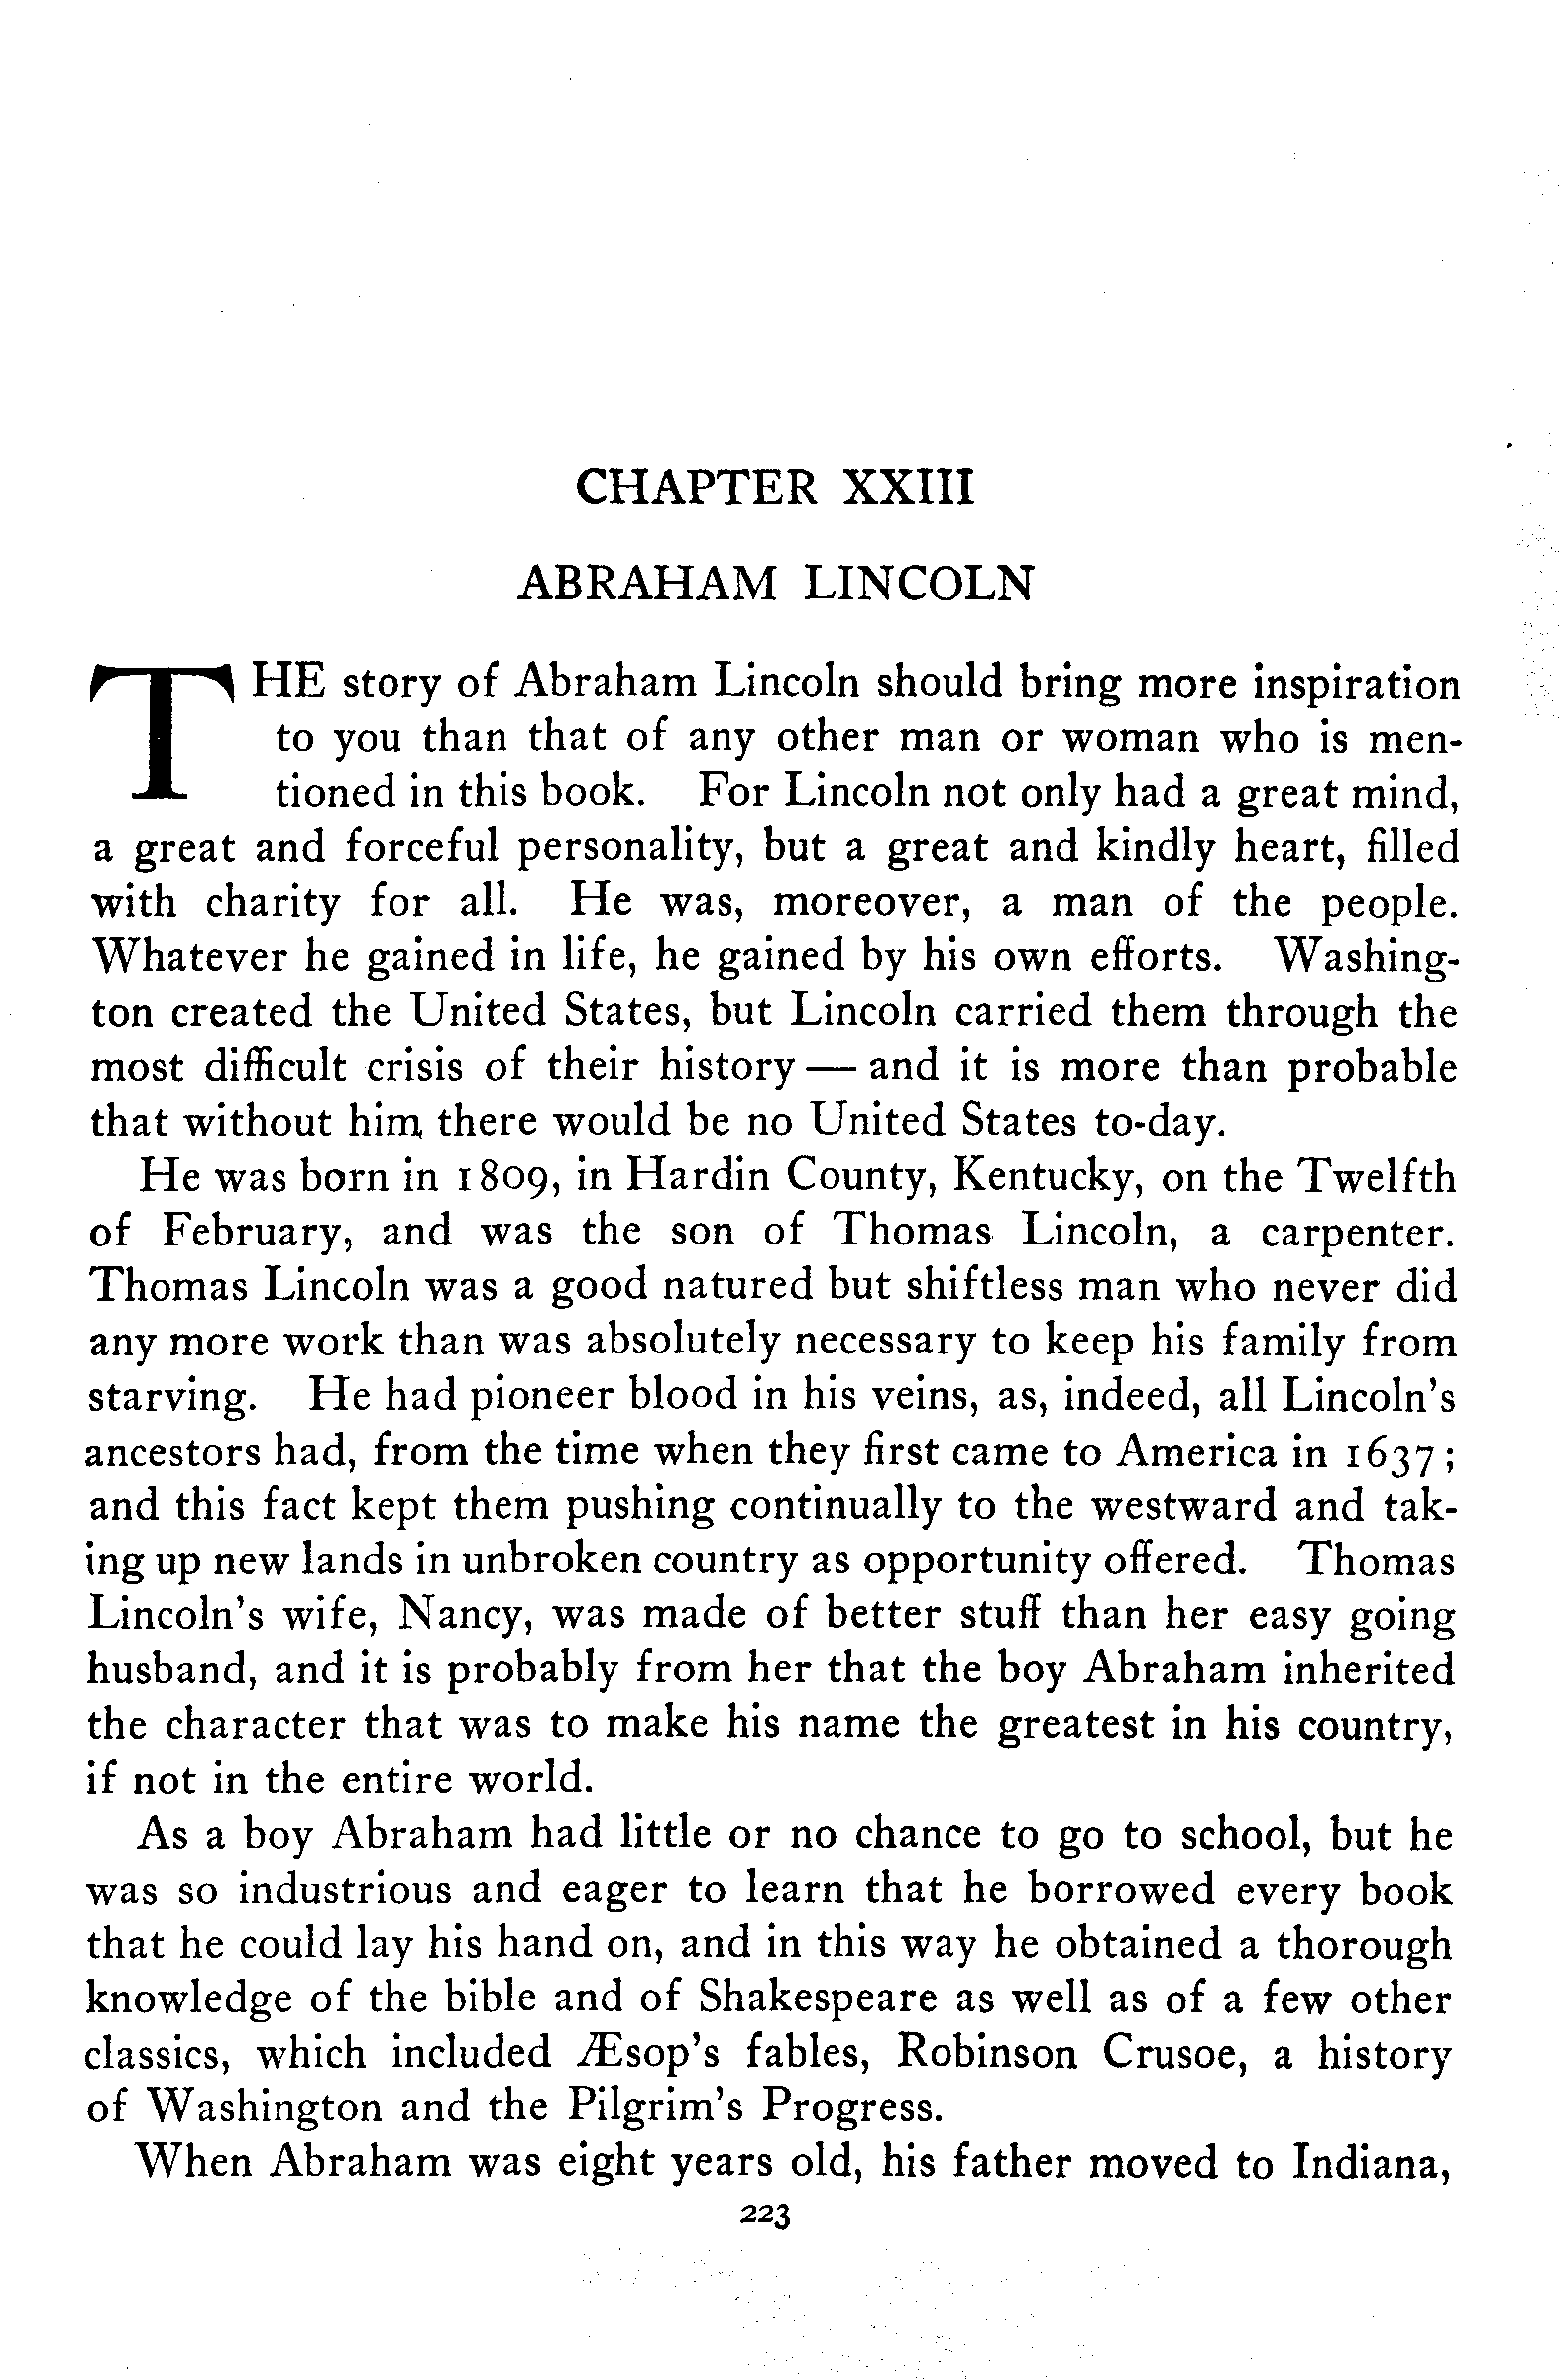 CHAPTER XXIII
ABRAHAM LINCOLN
THE story of Abraham Lincoln should bring more inspiration
to you than that of any other man or woman who is men-
tioned in this book. For Lincoln not only had a great mind,
a great and forceful personality, but a great and kindly heart, filled
with charity for all. He was, moreover, a man of the people.
Whatever he gained in life, he gained by his own efforts. Washing-
ton created the United States, but Lincoln carried them through the
most difficult crisis of their history — and it is more than probable
that without him, there would be no United States to-day.
He was born in 1809, in Hardin County, Kentucky, on the Twelfth
of February, and was the son of Thomas Lincoln, a carpenter.
Thomas Lincoln was a good natured but shiftless man who never did
any more work than was absolutely necessary to keep his family from
starving. He had pioneer blood in his veins, as, indeed, all Lincoln's
ancestors had, from the time when they first came to America in 1637;
and this fact kept them pushing continually to the westward and tak-
ing up new lands in unbroken country as opportunity offered. Thomas
Lincoln's wife, Nancy, was made of better stuff than her easy going
husband, and it is probably from her that the boy Abraham inherited
the character that was to make his name the greatest in his country,
if not in the entire world.
As a boy Abraham had little or no chance to go to school, but he
was so industrious and eager to learn that he borrowed every book
that he could lay his hand on, and in this way he obtained a thorough
knowledge of the bible and of Shakespeare as well as of a few other
classics, which included Æsop's fables, Robinson Crusoe, a history
of Washington and the Pilgrim's Progress.
When Abraham was eight years old, his father moved to Indiana,
223